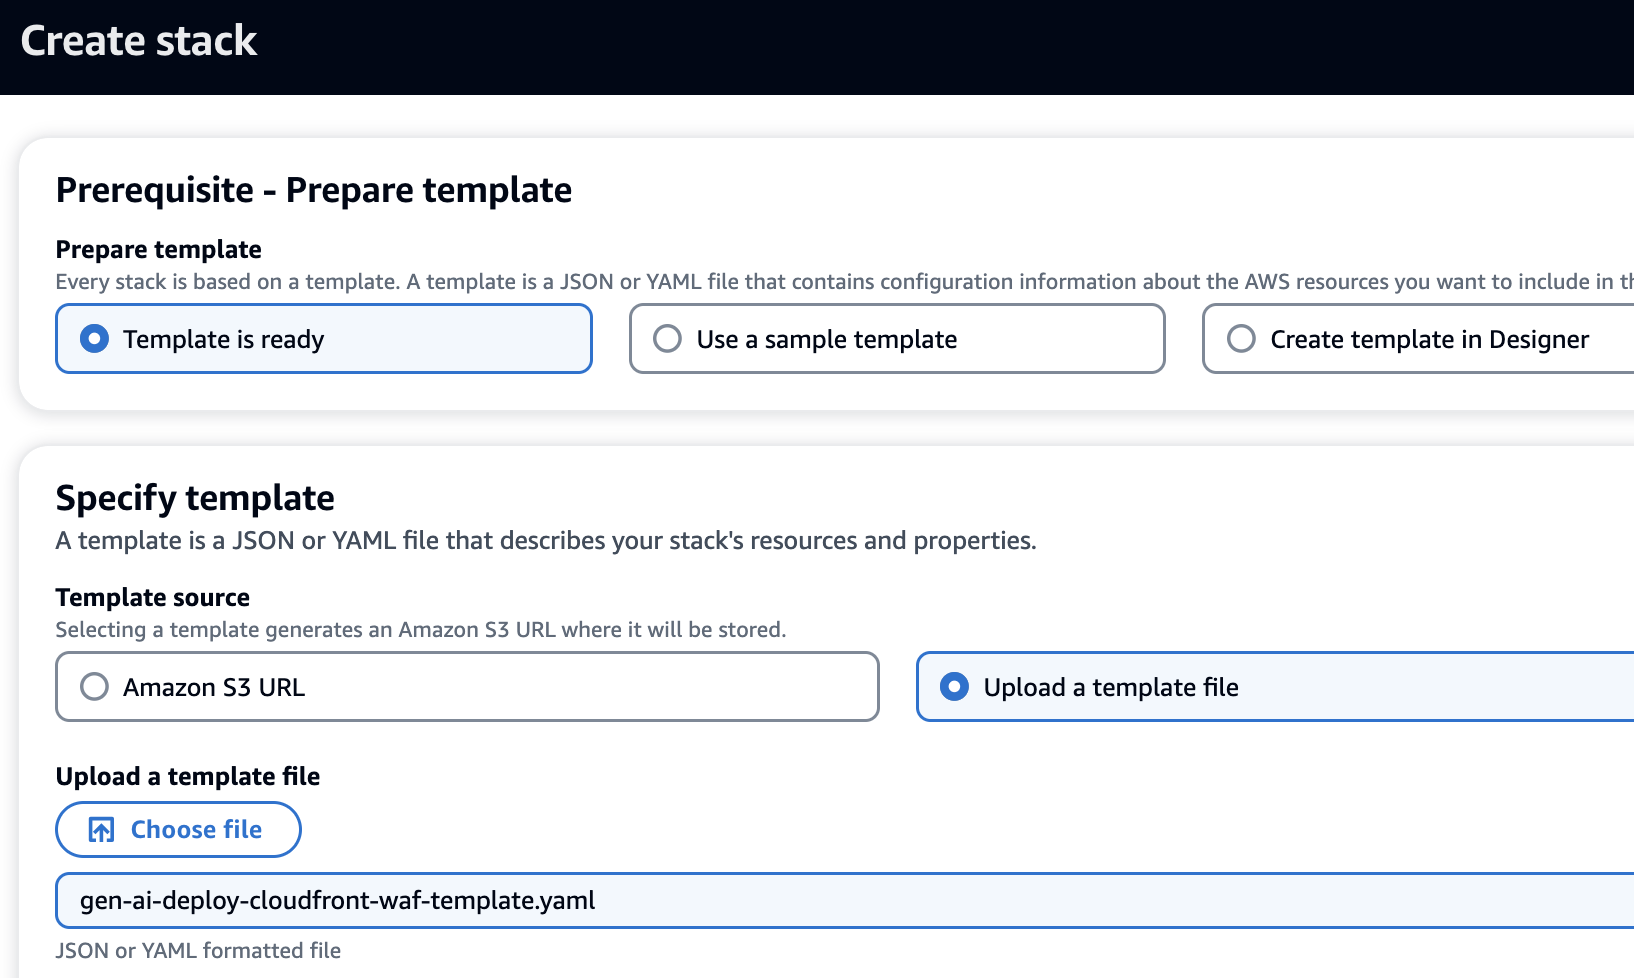 Create stack
Prerequisite - Prepare template
Prepare template
Every stack is based on a template. A template is a JSON or YAML file that contains configuration information about the AWS resources you want to include in
Template is ready
Use a sample template
Create template in Designer
Specify template
A template is a JSON or YAML file that describes your stack's resources and properties.
Template source
Selecting a template generates an Amazon S3 URL where it will be stored.
Amazon S3 URL
Upload a template file
Upload a template file
Choose file
gen-ai-deploy-cloudfront-waf-template.yaml
JSON or YAML formatted file